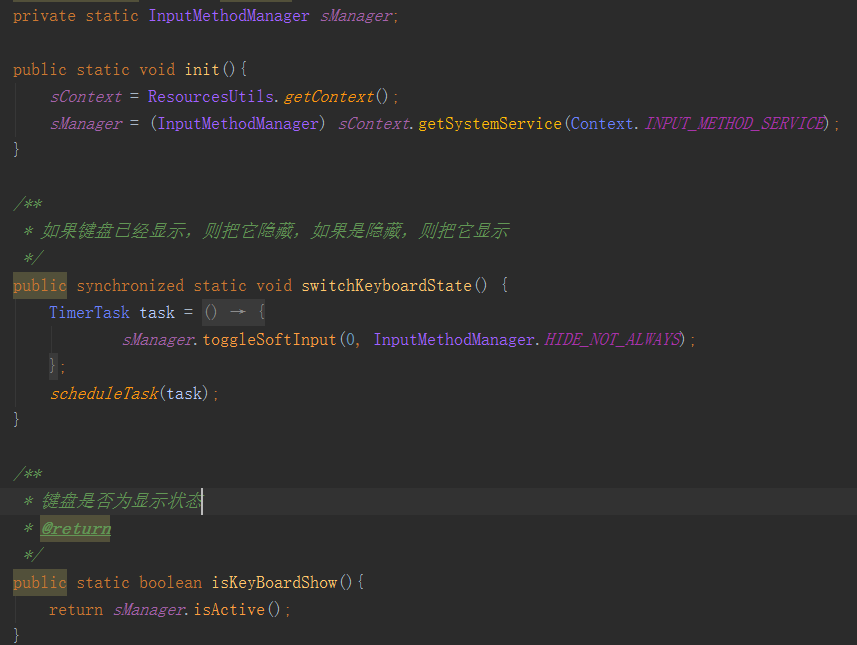 private static InputMethodManager sManager;
public static void init(){
sContext = ResourcesUtils.getContext();
sManager = (InputMethodManager) sContext.getSystemService(Context.INPUT_METHOD_SERVICE);
}
/**
* 如果键盘已经显示，则把它隐藏，如果是隐藏，则把它显示
*/
public synchronized static void switchKeyboardState() {
TimerTask task = () → {
sManager.toggleSoftInput(0, InputMethodManager.HIDE_NOT_ALWAYS);
};
scheduleTask(task);
}
/**
* 键盘是否为显示状态
* @return
*/
public static boolean isKeyBoardShow(){
return sManager.isActive();
}